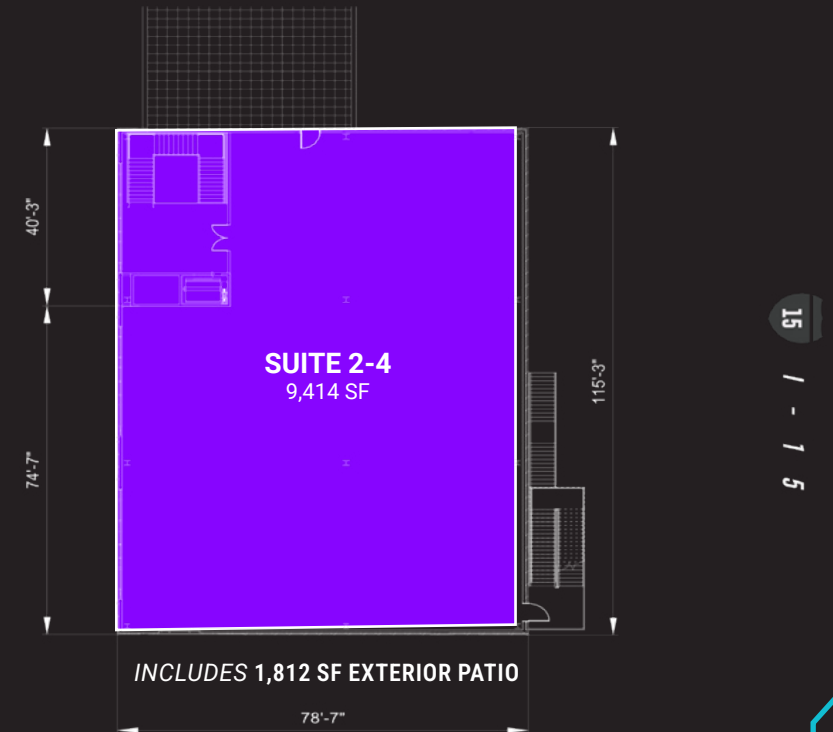 40'-3"
SUITE 2-4
9,414 SF
74'-7"
115'-3"
15
I - 15
INCLUDES 1,812 SF EXTERIOR PATIO
78'-7"